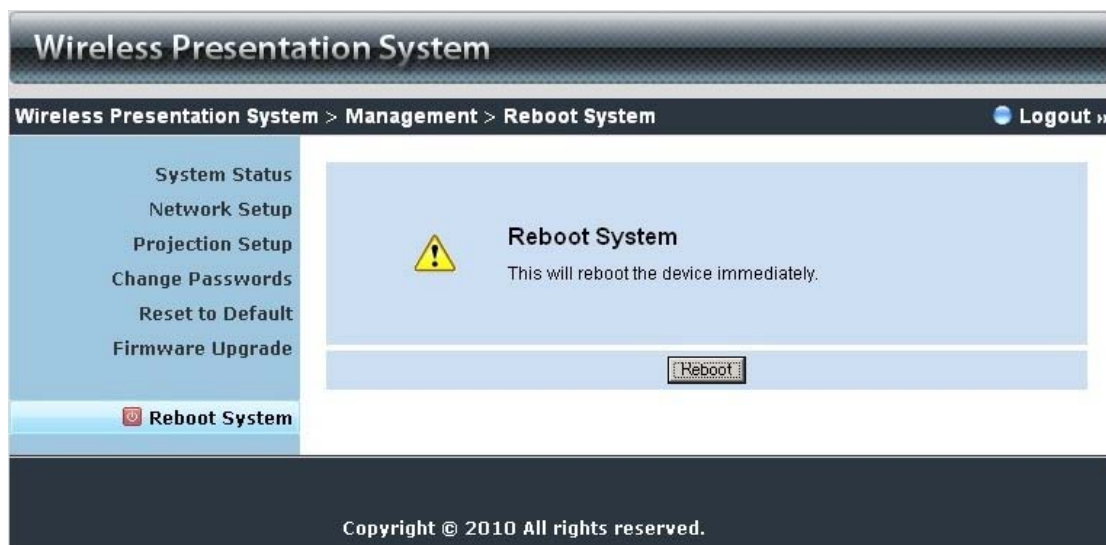 Wireless Presentation System
Wireless Presentation System > Management > Reboot System
Logout »
System Status
Network Setup
Projection Setup
Change Passwords
Reset to Default
Firmware Upgrade
Reboot System
Reboot System
This will reboot the device immediately.
Reboot
Copyright © 2010 All rights reserved.